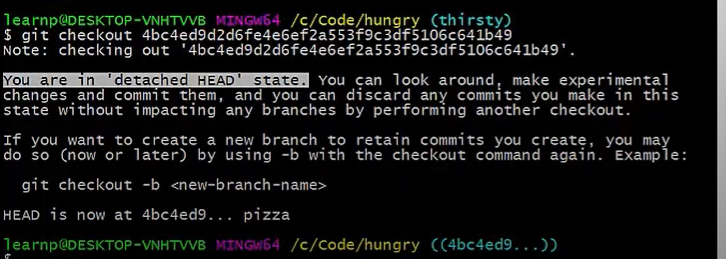 learnp@DESKTOP-VNHTVVB MINGW64 /c/Code/hungry (thirsty)
$ git checkout 4bc4ed9d2d6fe4e6ef2a553f9c3df5106c641b49
Note: checking out '4bc4ed9d2d6fe4e6ef2a553f9c3df5106c641b49'.
You are in 'detached HEAD' state. You can look around, make experimental
changes and commit them, and you can discard any commits you make in this
state without impacting any branches by performing another checkout.
If you want to create a new branch to retain commits you create, you may
do so (now or later) by using -b with the checkout command again. Example:
git checkout -b <new-branch-name>
HEAD is now at 4bc4ed9... pizza
learnp@DESKTOP-VNHTVVB MINGW64 /c/Code/hungry ((4bc4ed9...))
$